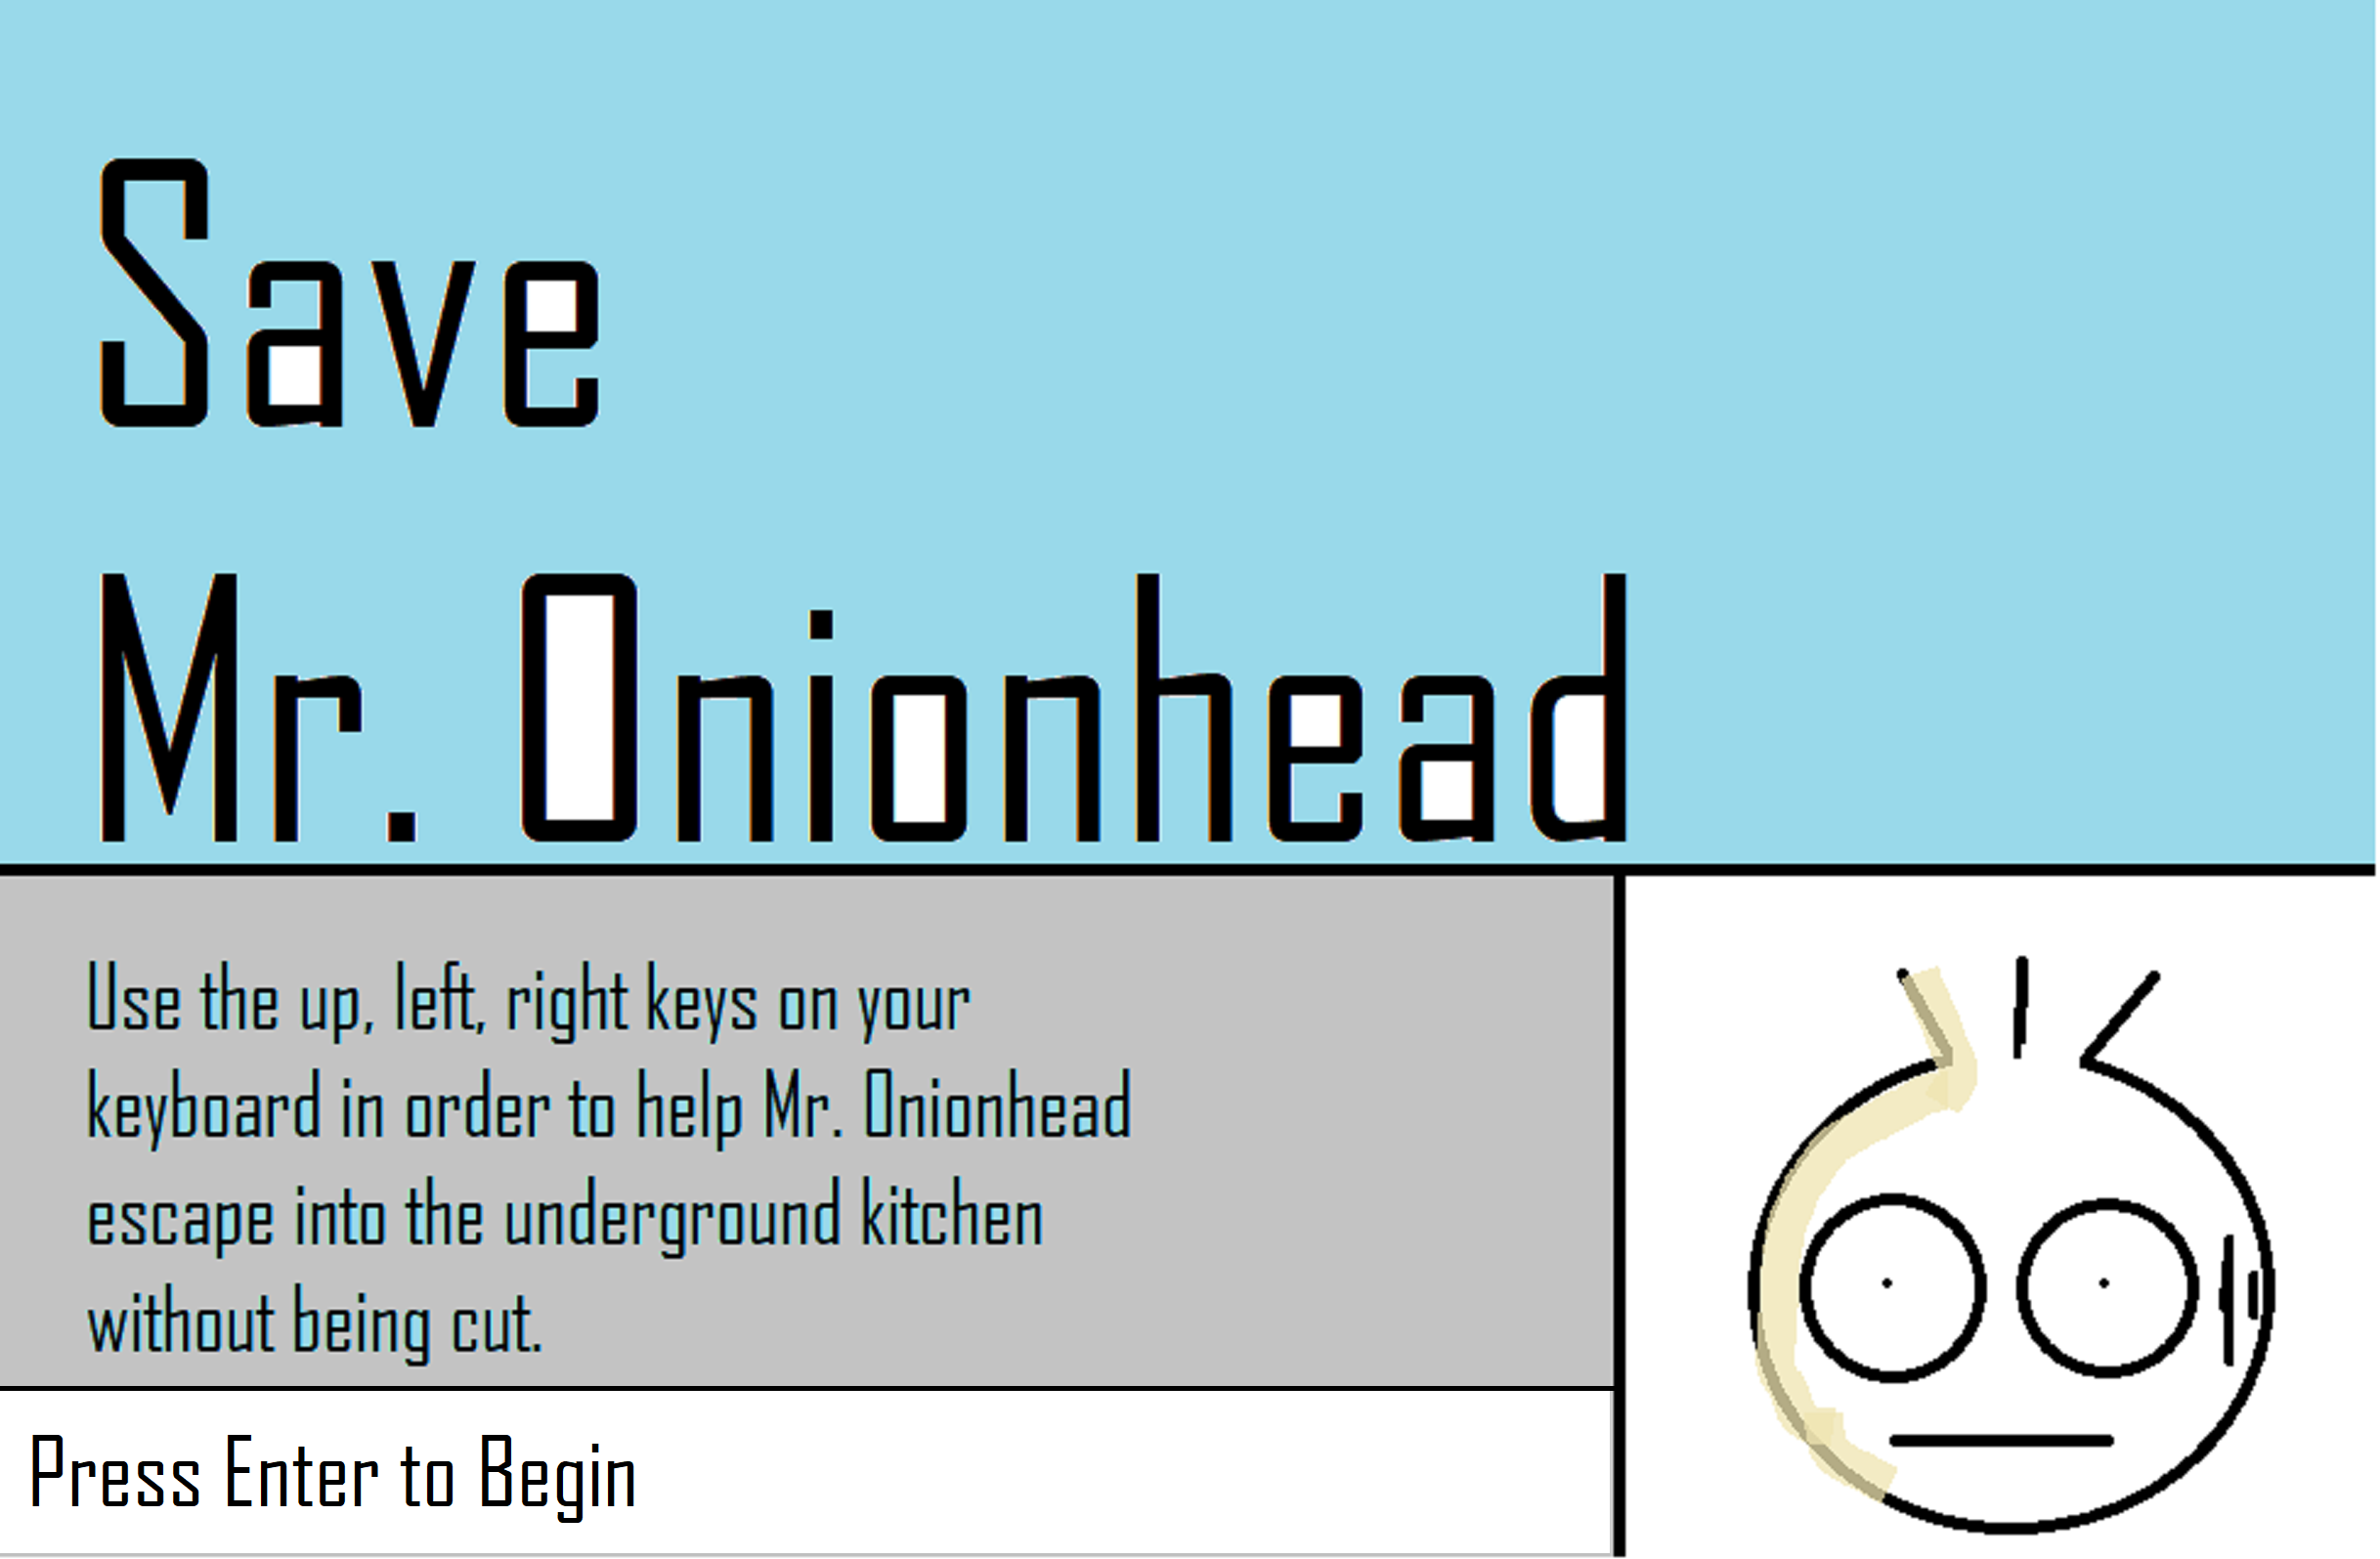 Save
Mr. Onionhead
Use the up, left, right keys on your
keyboard in order to help Mr. Onionhead
escape into the underground kitchen
without being cut.
Press Enter to Begin